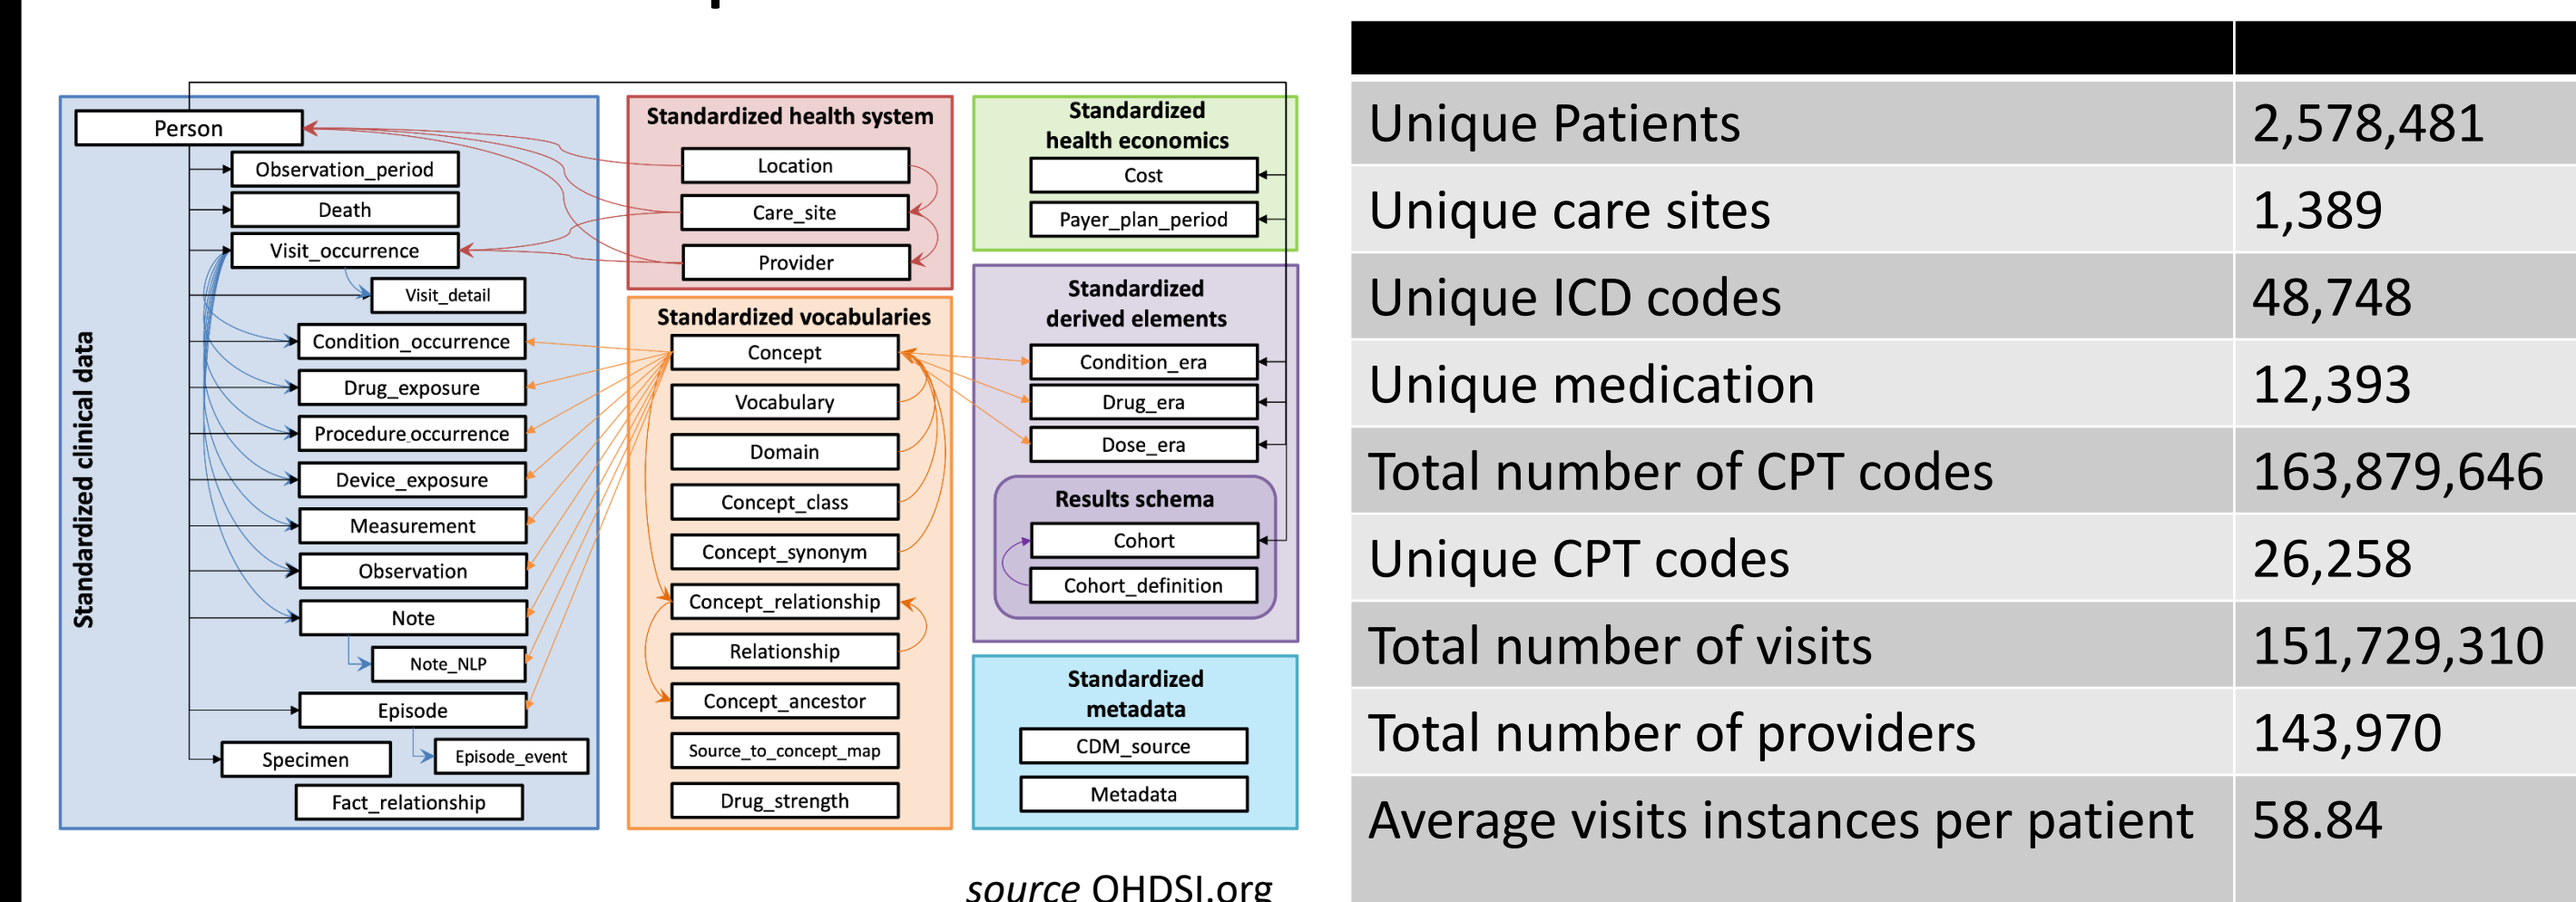 Person
Observation_period
Death
Visit_occurrence
Visit_detail
Condition_occurrence
Drug_exposure
Procedure_occurrence
Device_exposure
Measurement
Observation
Note
Note_NLP
Episode
Specimen
Episode_event
Fact_relationship
Standardized clinical data
Standardized health system
Location
Care_site
Provider
Standardized vocabularies
Concept
Vocabulary
Domain
Concept_class
Concept_synonym
Concept_relationship
Relationship
Concept_ancestor
Source_to_concept_map
Drug_strength
Standardized
health economics
Cost
Payer_plan_period
Standardized
derived elements
Condition_era
Drug_era
Dose_era
Results schema
Cohort
Cohort_definition
Standardized
metadata
CDM_source
Metadata
source OHDSI.org
Unique Patients 2,578,481
Unique care sites 1,389
Unique ICD codes 48,748
Unique medication 12,393
Total number of CPT codes 163,879,646
Unique CPT codes 26,258
Total number of visits 151,729,310
Total number of providers 143,970
Average visits instances per patient 58.84